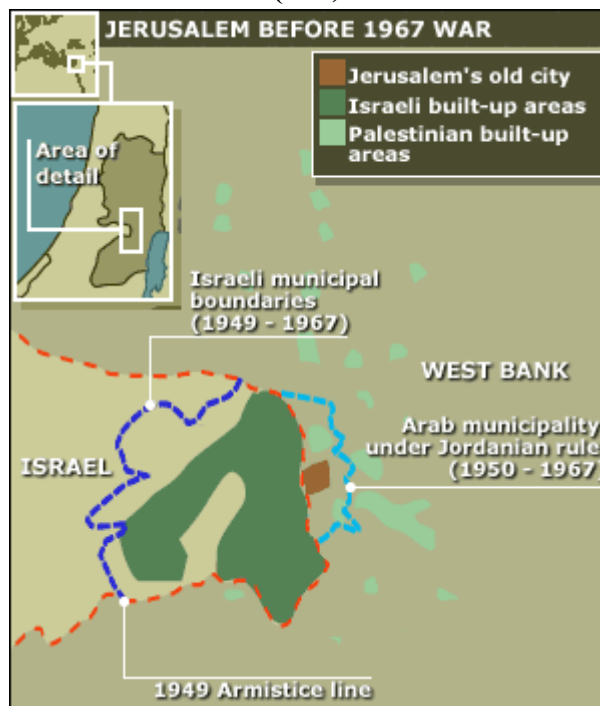 JERUSALEM BEFORE 1967 WAR
Jerusalem's old city
Israeli built-up areas
Palestinian built-up
areas
Area of
detail
Israeli municipal
boundaries
(1949 - 1967)
WEST BANK
Arab municipality
under Jordanian rule
(1950 - 1967)
ISRAEL
1949 Armistice line